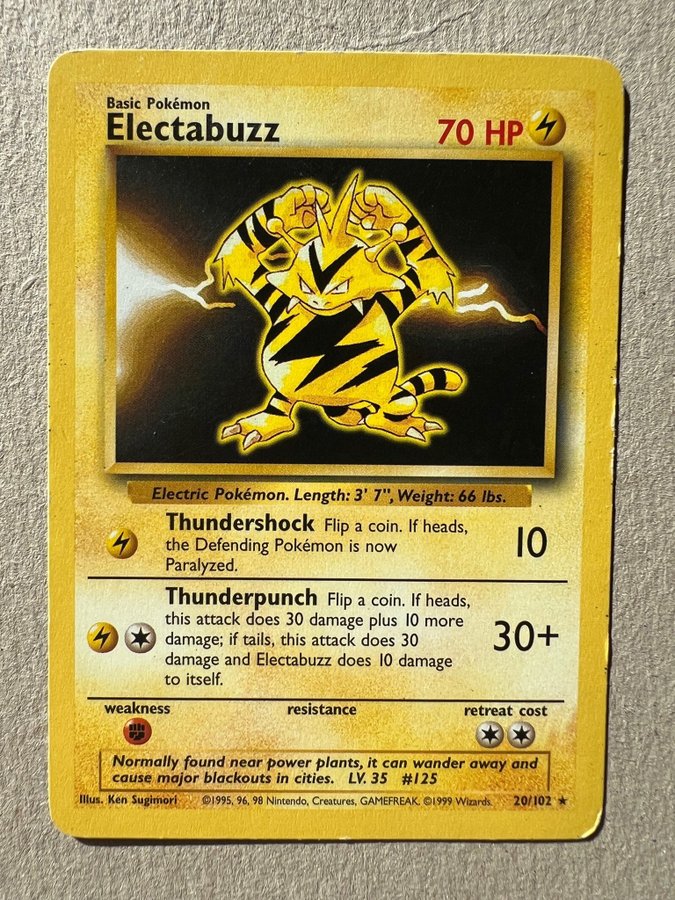 Basic Pokémon
Electabuzz
70 HP
Electric Pokémon. Length: 3' 7", Weight: 66 lbs.
Thundershock Flip a coin. If heads,
the Defending Pokémon is now
Paralyzed.
10
Thunderpunch Flip a coin. If heads,
this attack does 30 damage plus 10 more
damage; if tails, this attack does 30
damage and Electabuzz does 10 damage
to itself.
30+
weakness resistance retreat cost
Normally found near power plants, it can wander away and
cause major blackouts in cities. LV. 35 #125
Illus. Ken Sugimori ©1995, 96, 98 Nintendo, Creatures, GAMEFREAK. ©1999 Wizards. 20/102 ★